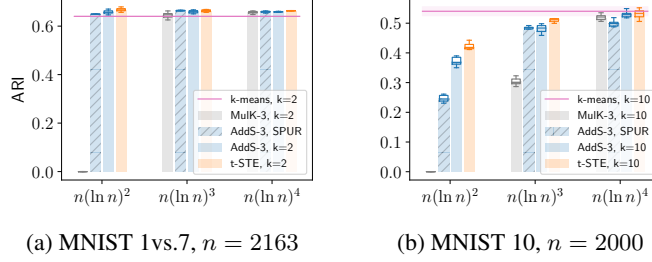 0.6
0.4
0.2
0.0
ARI
k-means, k=2
MulK-3, k=2
AddS-3, SPUR
AddS-3, k=2
t-STE, k=2
n(ln n)² n(ln n)³ n(ln n)⁴
(a) MNIST 1vs.7, n = 2163
0.5
0.4
0.3
0.2
0.1
0.0
k-means, k=10
MulK-3, k=10
AddS-3, SPUR
AddS-3, k=10
t-STE, k=10
n(ln n)² n(ln n)³ n(ln n)⁴
(b) MNIST 10, n = 2000